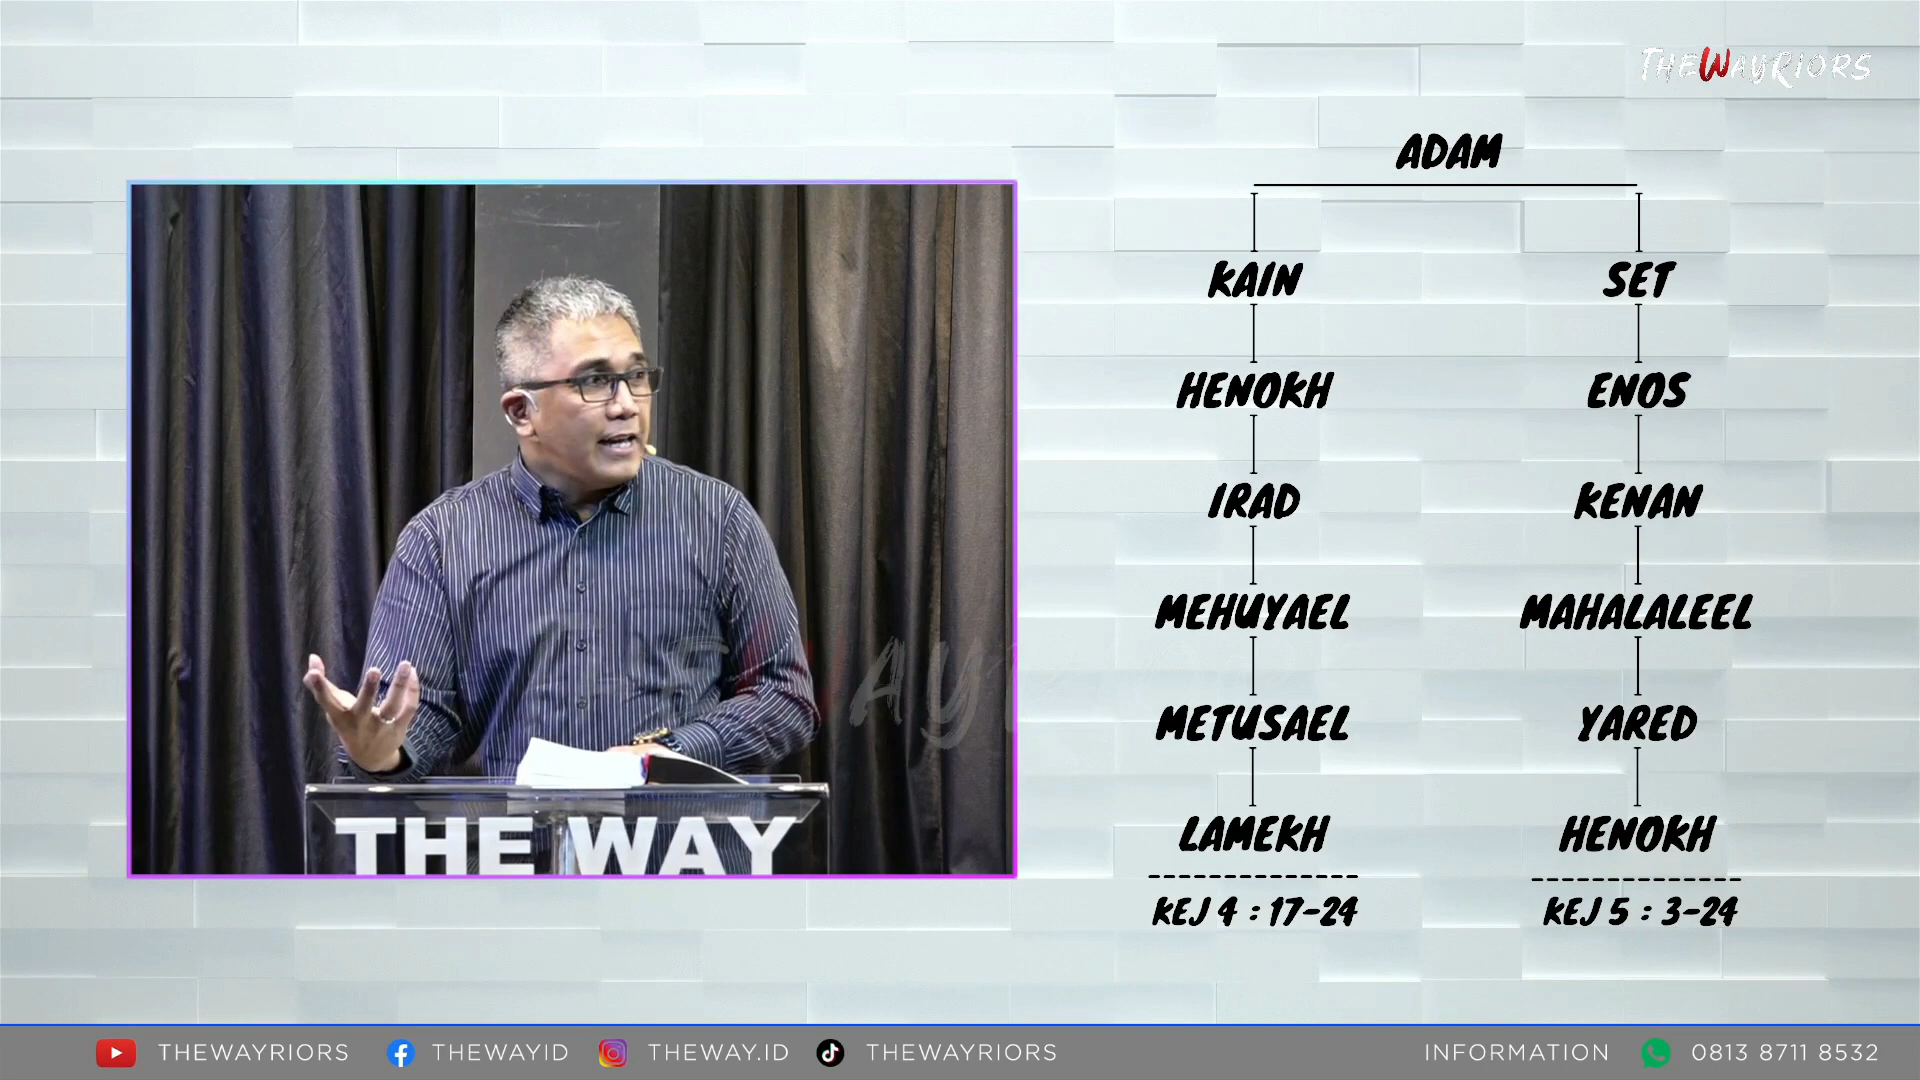 THEWAYRIORS
ADAM
KAIN
SET
HENOKH
ENOS
IRAD
KENAN
MEHUYAEL
MAHALALEEL
METUSAEL
YARED
LAMEKH
HENOKH
KEJ 4 : 17-24
KEJ 5 : 3-24
THE WAY
THEWAYRIORS
THEWAYID
THEWAY.ID
THEWAYRIORS
INFORMATION
0813 8711 8532